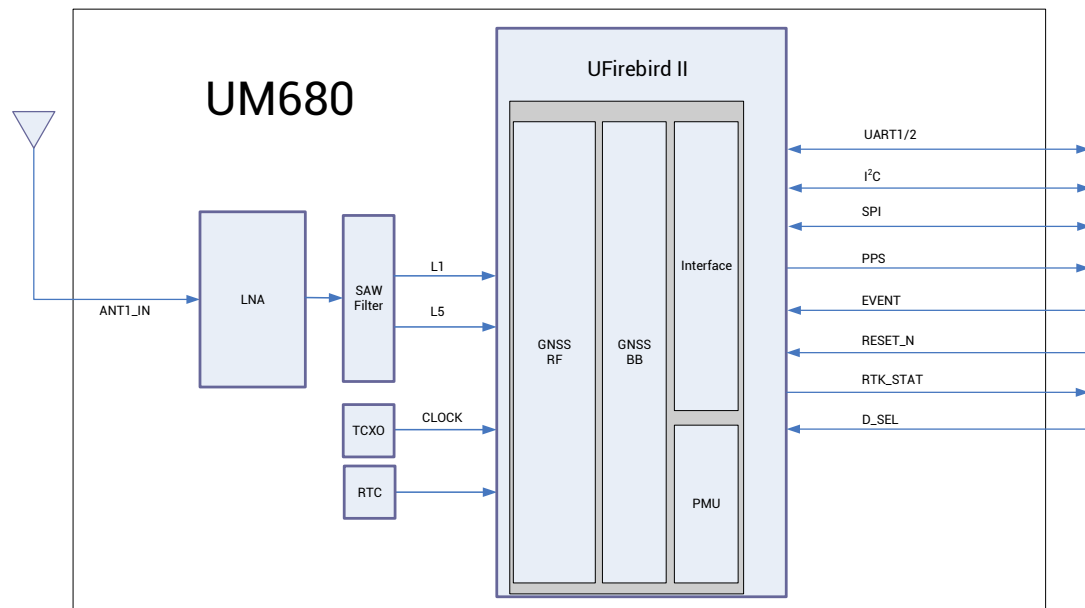 UFirebird II
UM680
UART1/2
I²C
SPI
PPS
EVENT
RESET_N
RTK_STAT
D_SEL
ANT1_IN
LNA
SAW
Filter
L1
L5
TCXO
CLOCK
RTC
GNSS
RF
GNSS
BB
Interface
PMU